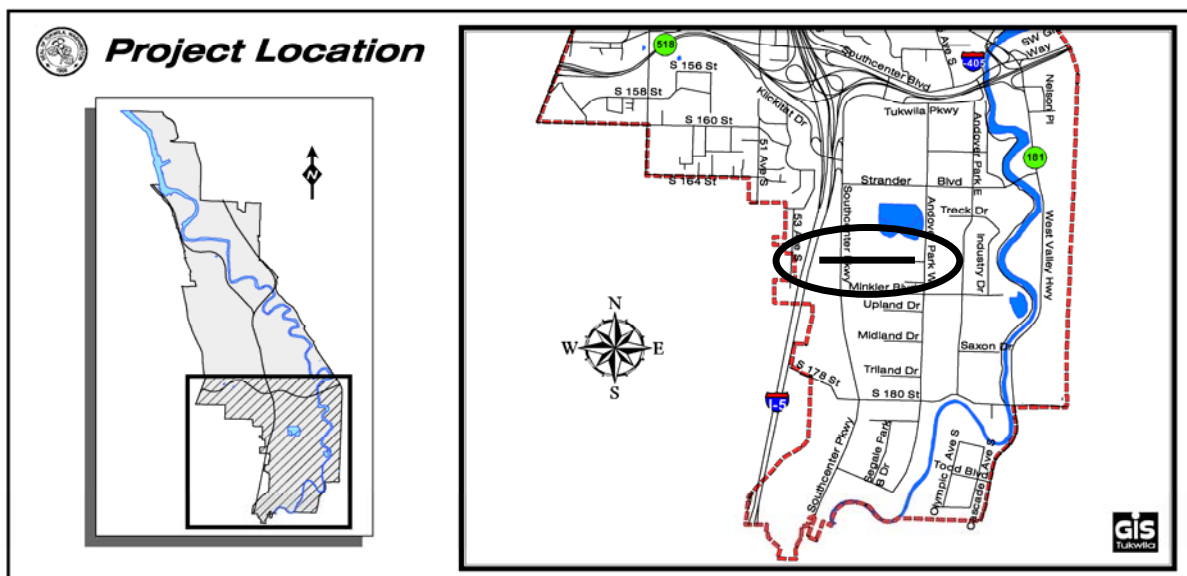 Project Location
N
518
S 156 St
S 158 St
S 160 St
S 164 St
Klickitat Dr
51 Ave S
53 Ave S
Southcenter Blvd
Ave S
I-405
SW Gr
Way
Nelson Pl
Tukwila Pkwy
Andover Park E
181
Strander Blvd
Treck Dr
Southcenter Pkwy
Andover Park W
Industry Dr
West Valley Hwy
Minkler Blvd
Upland Dr
Midland Dr
Saxon Dr
Triland Dr
S 178 St
S 180 St
I-5
N
W E
S
Southcenter Pkwy
Segale Park
B Dr
Olympic Ave S
Todd Blvd
Cascade Ave S
GIS
Tukwila